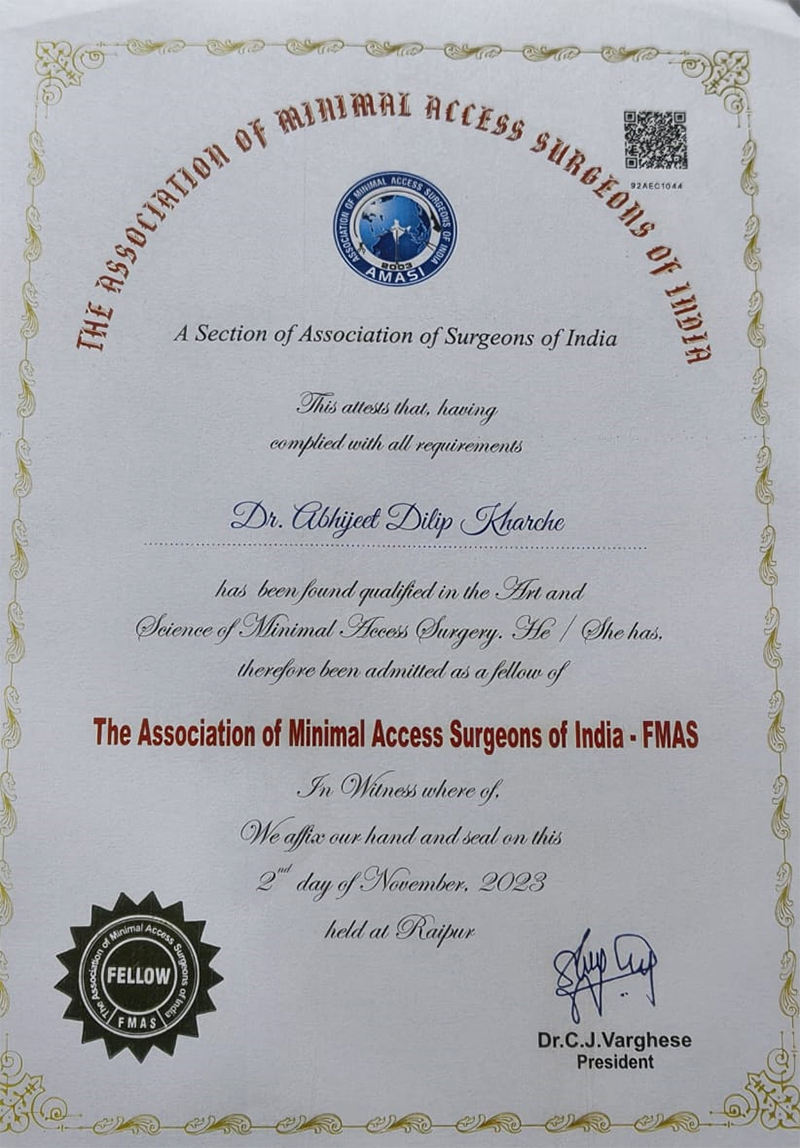 THE ASSOCIATION OF MINIMAL ACCESS SURGEONS OF INDIA
92AEC1044
ASSOCIATION OF MINIMAL ACCESS SURGEONS OF INDIA
2003
AMASI
A Section of Association of Surgeons of India
This attests that, having
complied with all requirements
Dr. Abhijeet Dilip Kharche
has been found qualified in the Art and
Science of Minimal Access Surgery. He / She has,
therefore been admitted as a fellow of
The Association of Minimal Access Surgeons of India - FMAS
In Witness where of,
We affix our hand and seal on this
2nd day of November, 2023
held at Raipur
The Association of Minimal Access Surgeons of India
FELLOW
FMAS
Dr.C.J.Varghese
President